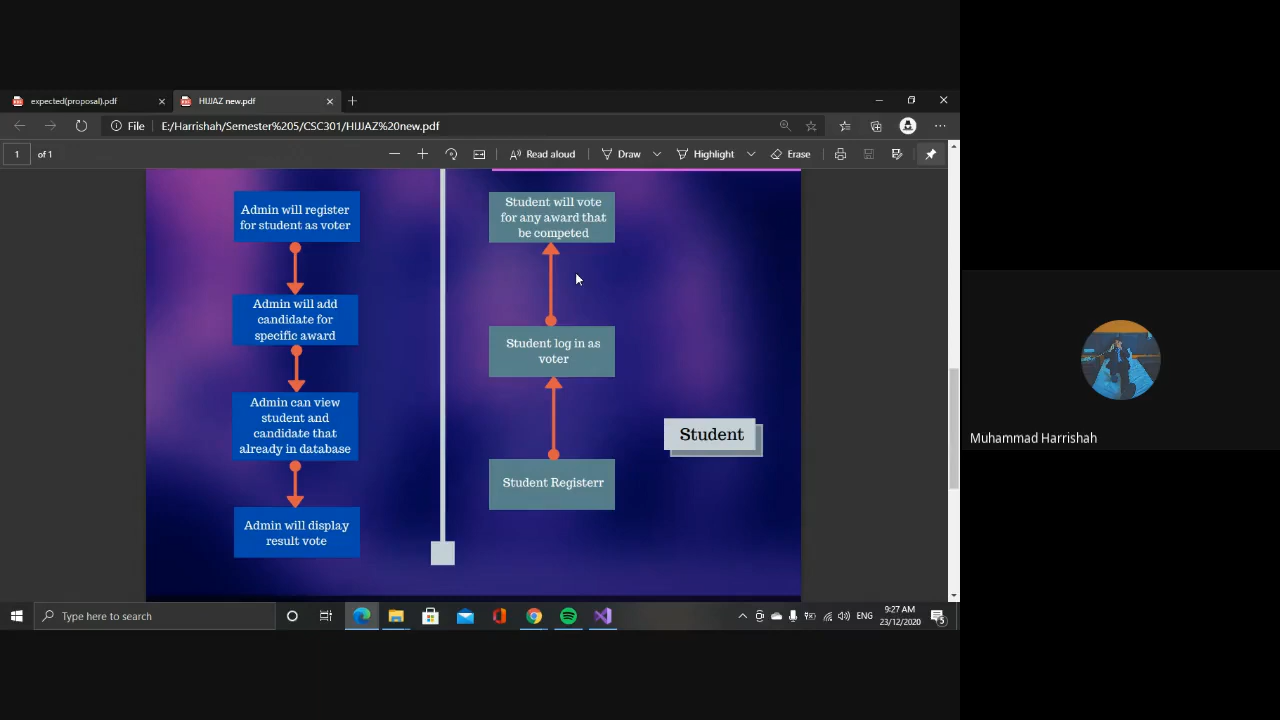 expected(proposal).pdf
HIJJAZ new.pdf
File
E:/Harrishah/Semester%205/CSC301/HIJJAZ%20new.pdf
1
of 1
Read aloud
Draw
Highlight
Erase
Admin will register
for student as voter
Admin will add
candidate for
specific award
Admin can view
student and
candidate that
already in database
Admin will display
result vote
Student will vote
for any award that
be competed
Student log in as
voter
Student Registerr
Student
Muhammad Harrishah
Type here to search
ENG
9:27 AM
23/12/2020
5